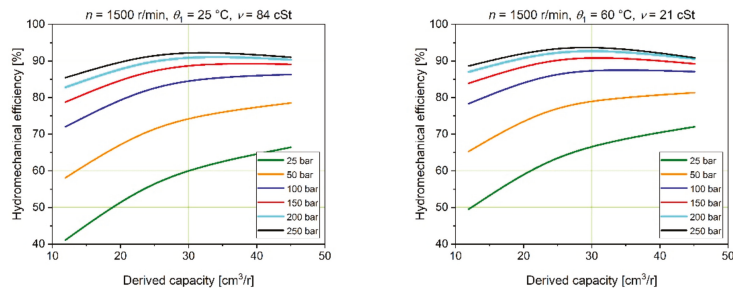 n = 1500 r/min, θ1 = 25 °C, ν = 84 cSt
100
90
80
70
60
50
40
Hydromechanical efficiency [%]
25 bar
50 bar
100 bar
150 bar
200 bar
250 bar
10
20
30
40
50
Derived capacity [cm³/r]
n = 1500 r/min, θ1 = 60 °C, ν = 21 cSt
100
90
80
70
60
50
40
Hydromechanical efficiency [%]
25 bar
50 bar
100 bar
150 bar
200 bar
250 bar
10
20
30
40
50
Derived capacity [cm³/r]